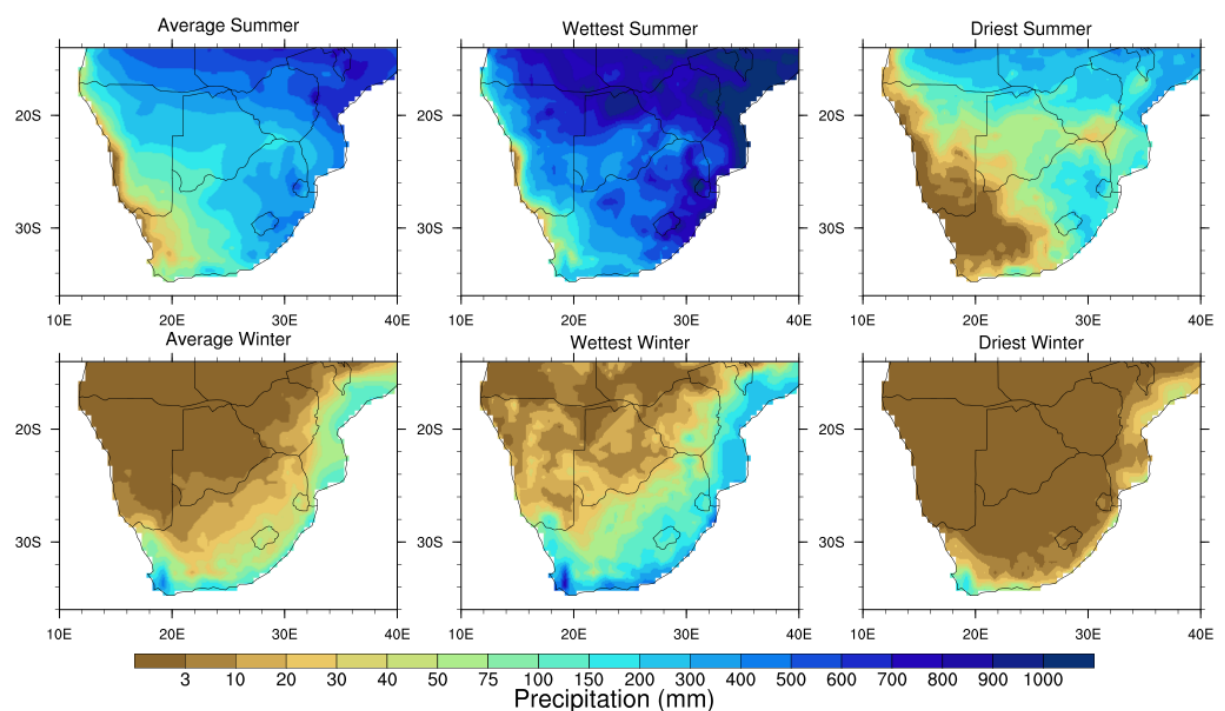 Average Summer
Wettest Summer
Driest Summer
20S
20S
20S
30S
30S
30S
10E 20E 30E 40E
10E 20E 30E 40E
10E 20E 30E 40E
Average Winter
Wettest Winter
Driest Winter
20S
20S
20S
30S
30S
30S
10E 20E 30E 40E
10E 20E 30E 40E
10E 20E 30E 40E
3 10 20 30 40 50 75 100 150 200 300 400 500 600 700 800 900 1000
Precipitation (mm)